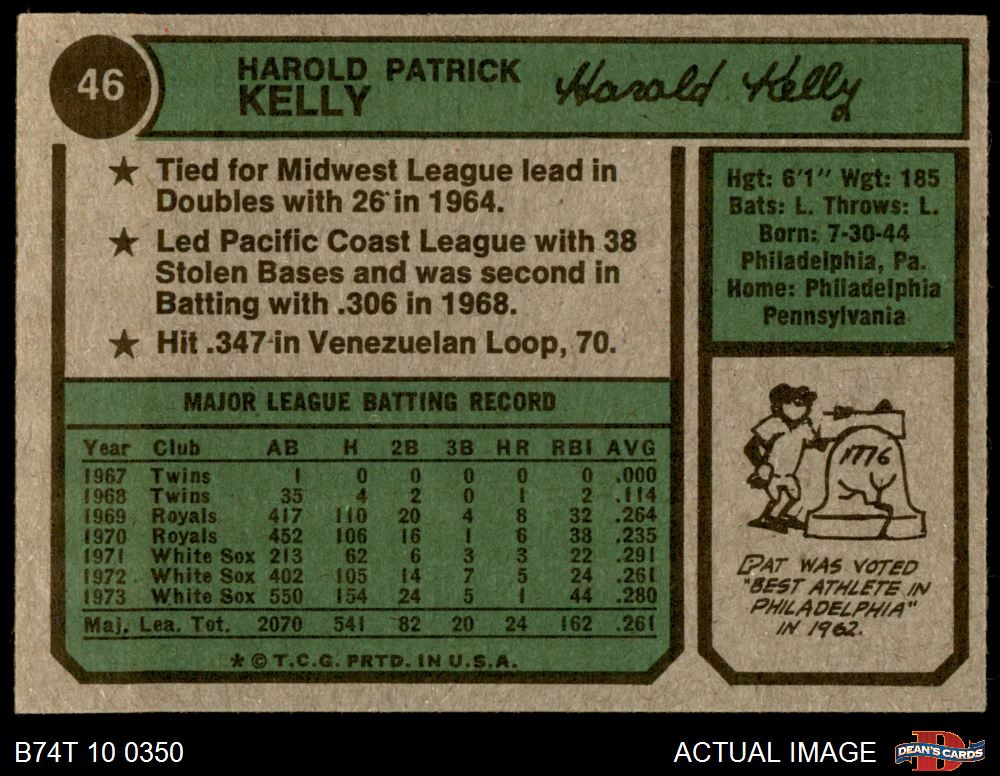 46
HAROLD PATRICK
KELLY
Harold Kelly
★ Tied for Midwest League lead in
Doubles with 26 in 1964.
★ Led Pacific Coast League with 38
Stolen Bases and was second in
Batting with .306 in 1968.
★ Hit .347 in Venezuelan Loop, 70.
Hgt: 6'1" Wgt: 185
Bats: L. Throws: L.
Born: 7-30-44
Philadelphia, Pa.
Home: Philadelphia
Pennsylvania
MAJOR LEAGUE BATTING RECORD
Year Club AB H 2B 3B HR RBI AVG
1967 Twins 1 0 0 0 0 0 .000
1968 Twins 35 4 2 0 1 2 .114
1969 Royals 417 110 20 4 8 32 .264
1970 Royals 452 106 16 1 6 38 .235
1971 White Sox 213 62 6 3 3 22 .291
1972 White Sox 402 105 14 7 5 24 .261
1973 White Sox 550 154 24 5 1 44 .280
Maj. Lea. Tot. 2070 541 82 20 24 162 .261
* © T.C.G. PRTD. IN U.S.A.
1776
PAT WAS VOTED
"BEST ATHLETE IN
PHILADELPHIA"
IN 1962.
B74T 10 0350
ACTUAL IMAGE
DEAN'S CARDS